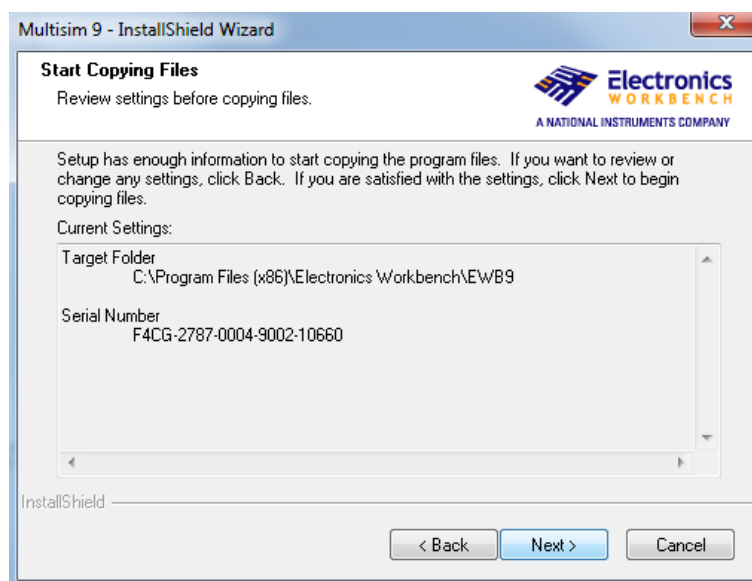 Multisim 9 - InstallShield Wizard
Start Copying Files
Review settings before copying files.
Electronics
WORKBENCH
A NATIONAL INSTRUMENTS COMPANY
Setup has enough information to start copying the program files.  If you want to review or
change any settings, click Back.  If you are satisfied with the settings, click Next to begin
copying files.
Current Settings:
Target Folder
C:\Program Files (x86)\Electronics Workbench\EWB9
Serial Number
F4CG-2787-0004-9002-10660
InstallShield
< Back
Next >
Cancel